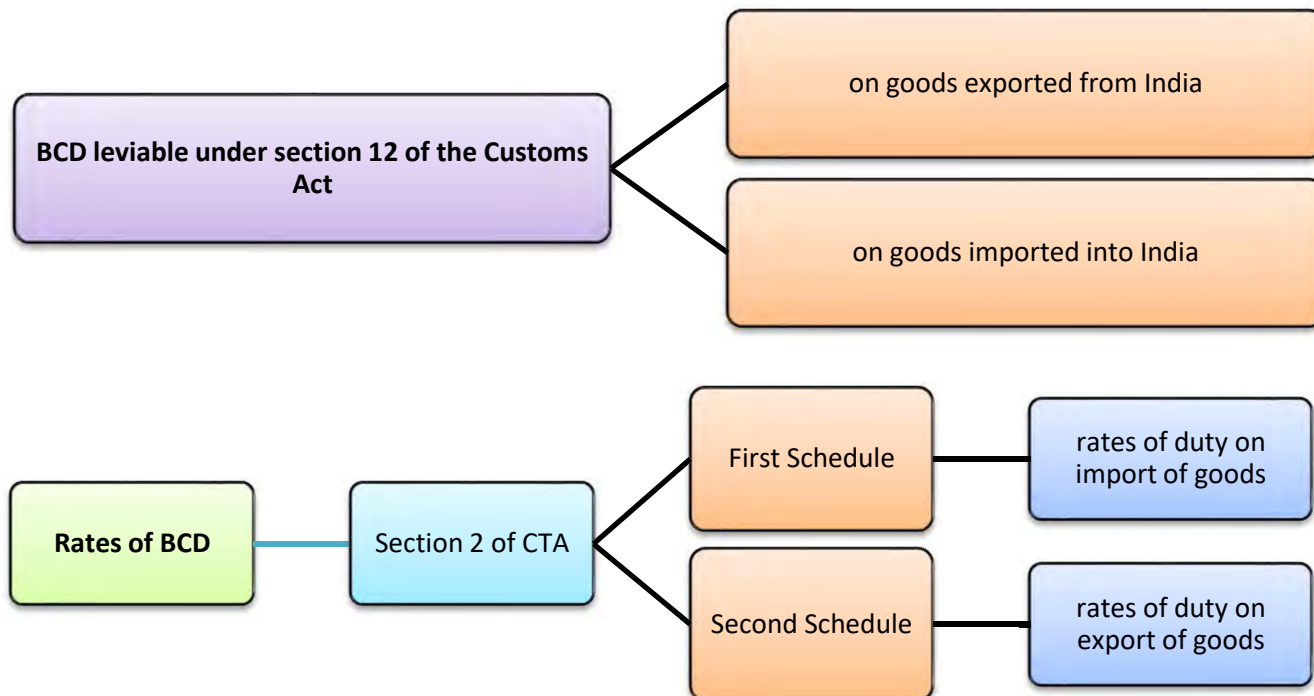 BCD leviable under section 12 of the Customs
Act
on goods exported from India
on goods imported into India
Rates of BCD
Section 2 of CTA
First Schedule
rates of duty on
import of goods
Second Schedule
rates of duty on
export of goods